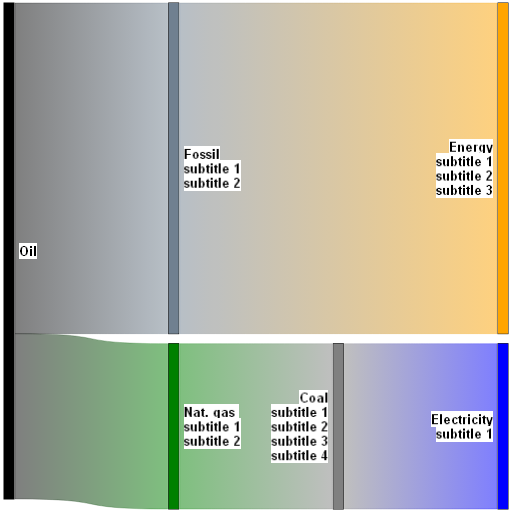 Fossil
subtitle 1
subtitle 2
Energy
subtitle 1
subtitle 2
subtitle 3
Oil
Nat. gas
subtitle 1
subtitle 2
Coal
subtitle 1
subtitle 2
subtitle 3
subtitle 4
Electricity
subtitle 1